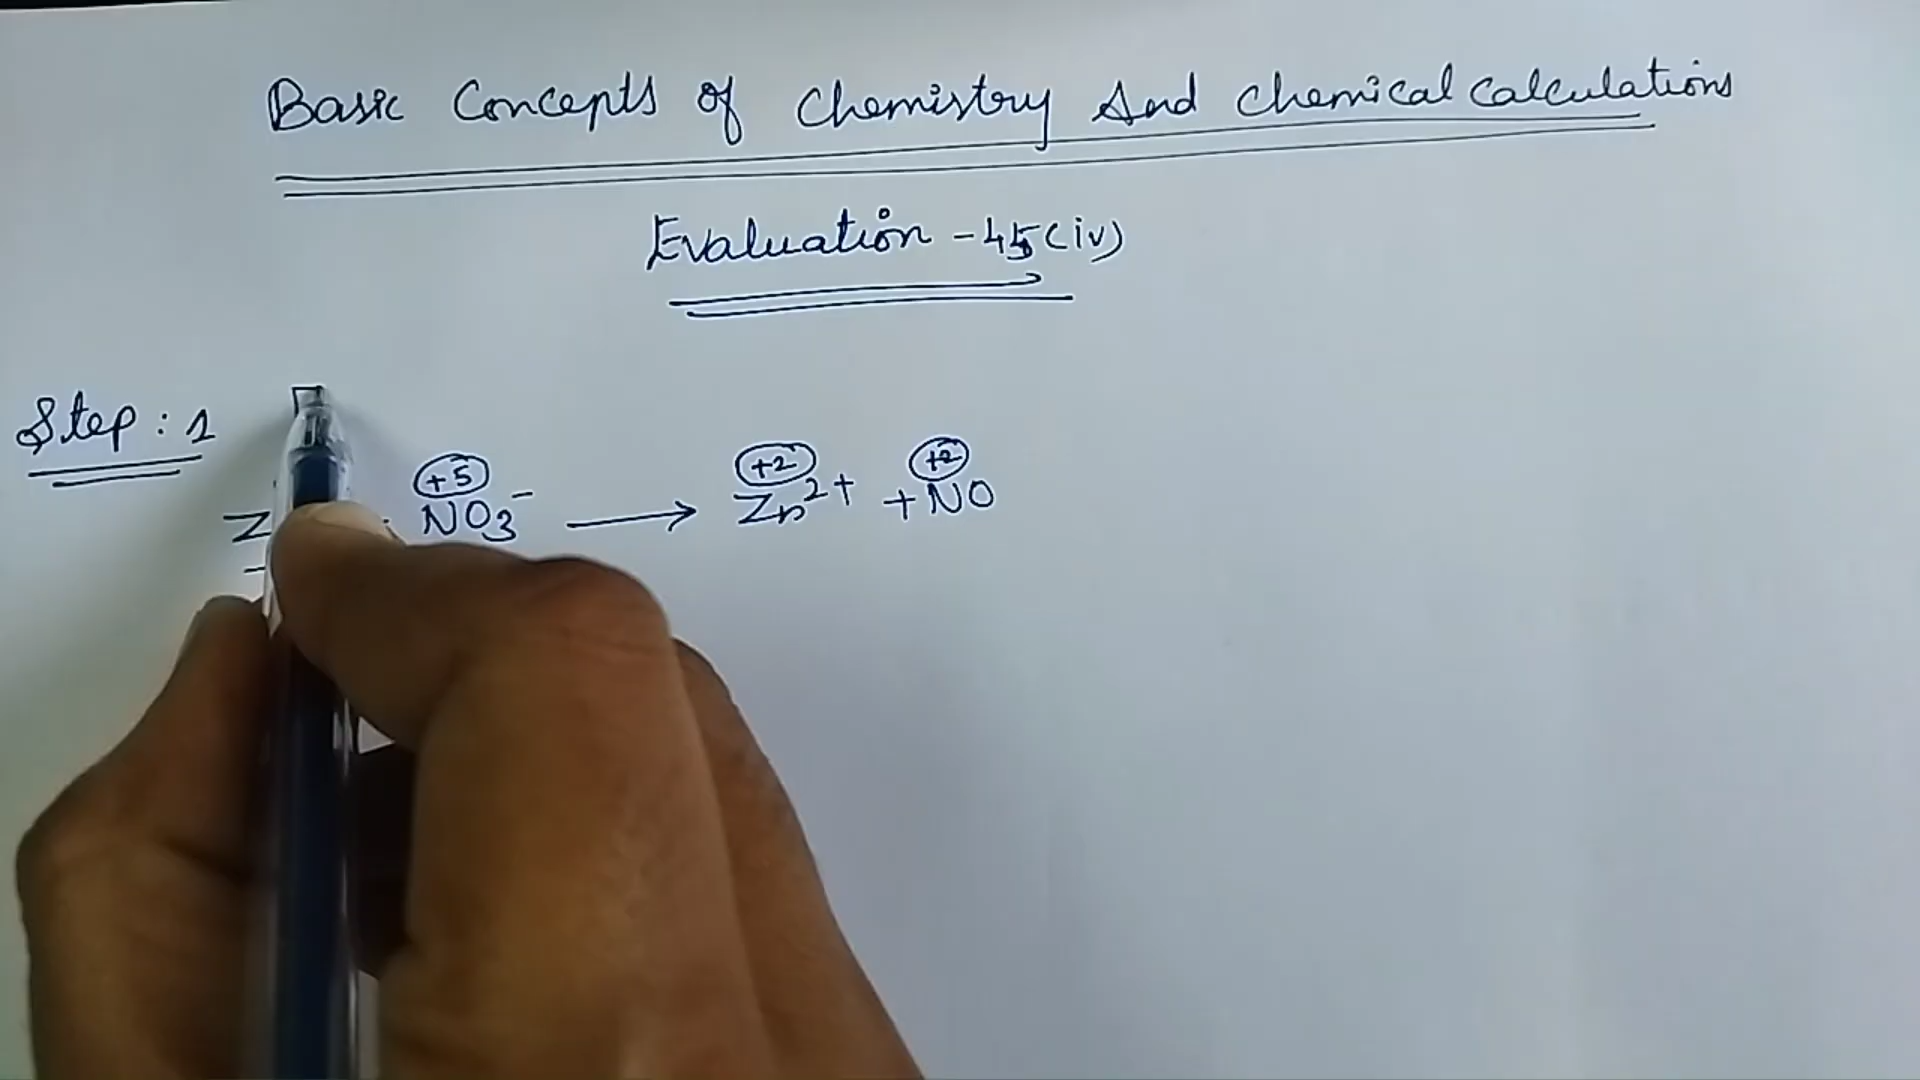 Basic Concepts of Chemistry And Chemical Calculations
Evaluation - 45(iv)
Step : 1
+5 +2 +2
Z NO₃⁻ ⟶ Zn²⁺ + NO